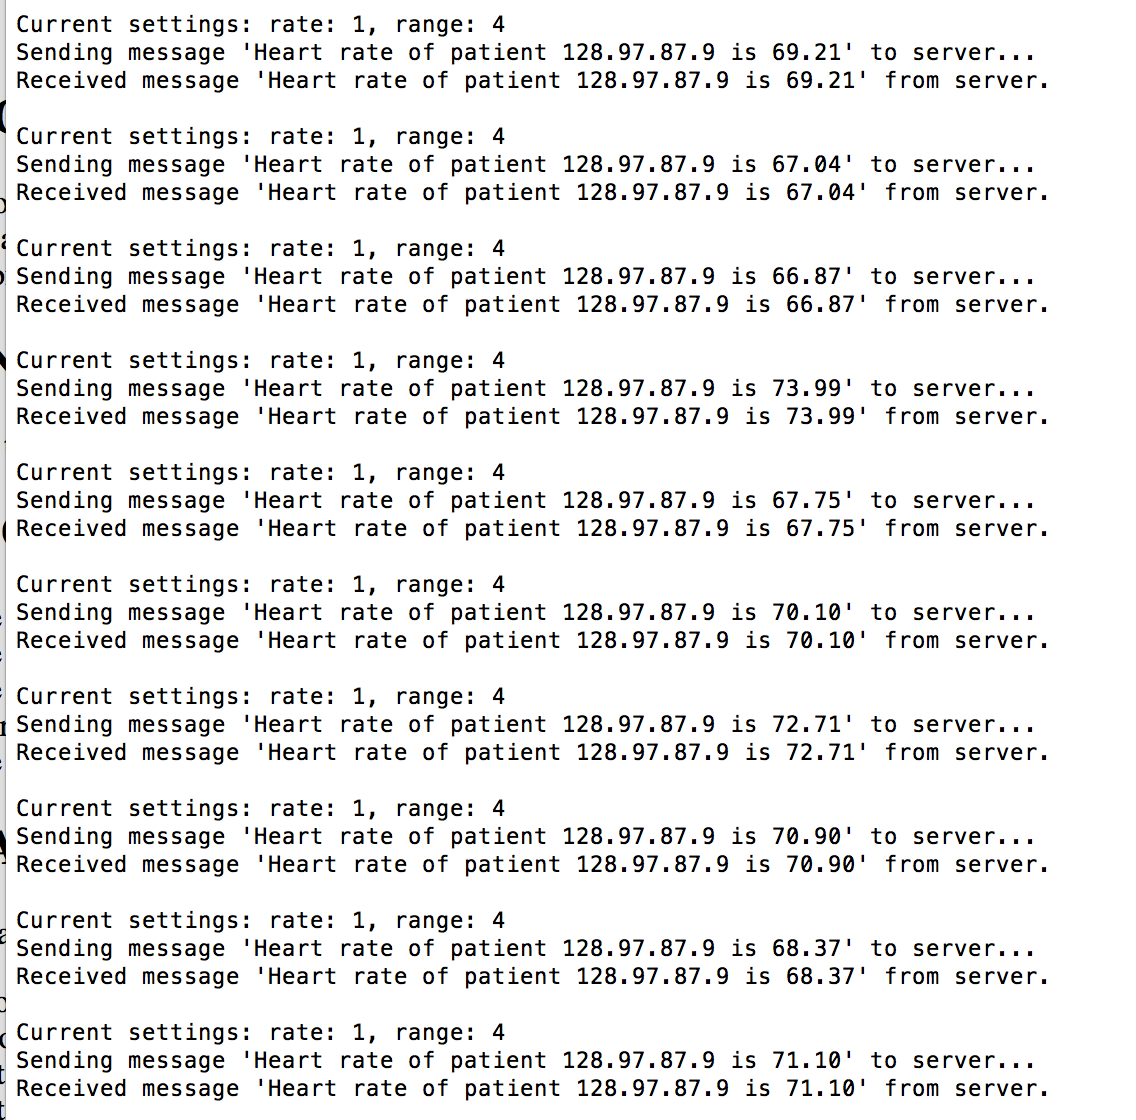 Current settings: rate: 1, range: 4
Sending message 'Heart rate of patient 128.97.87.9 is 69.21' to server...
Received message 'Heart rate of patient 128.97.87.9 is 69.21' from server.

Current settings: rate: 1, range: 4
Sending message 'Heart rate of patient 128.97.87.9 is 67.04' to server...
Received message 'Heart rate of patient 128.97.87.9 is 67.04' from server.

Current settings: rate: 1, range: 4
Sending message 'Heart rate of patient 128.97.87.9 is 66.87' to server...
Received message 'Heart rate of patient 128.97.87.9 is 66.87' from server.

Current settings: rate: 1, range: 4
Sending message 'Heart rate of patient 128.97.87.9 is 73.99' to server...
Received message 'Heart rate of patient 128.97.87.9 is 73.99' from server.

Current settings: rate: 1, range: 4
Sending message 'Heart rate of patient 128.97.87.9 is 67.75' to server...
Received message 'Heart rate of patient 128.97.87.9 is 67.75' from server.

Current settings: rate: 1, range: 4
Sending message 'Heart rate of patient 128.97.87.9 is 70.10' to server...
Received message 'Heart rate of patient 128.97.87.9 is 70.10' from server.

Current settings: rate: 1, range: 4
Sending message 'Heart rate of patient 128.97.87.9 is 72.71' to server...
Received message 'Heart rate of patient 128.97.87.9 is 72.71' from server.

Current settings: rate: 1, range: 4
Sending message 'Heart rate of patient 128.97.87.9 is 70.90' to server...
Received message 'Heart rate of patient 128.97.87.9 is 70.90' from server.

Current settings: rate: 1, range: 4
Sending message 'Heart rate of patient 128.97.87.9 is 68.37' to server...
Received message 'Heart rate of patient 128.97.87.9 is 68.37' from server.

Current settings: rate: 1, range: 4
Sending message 'Heart rate of patient 128.97.87.9 is 71.10' to server...
Received message 'Heart rate of patient 128.97.87.9 is 71.10' from server.